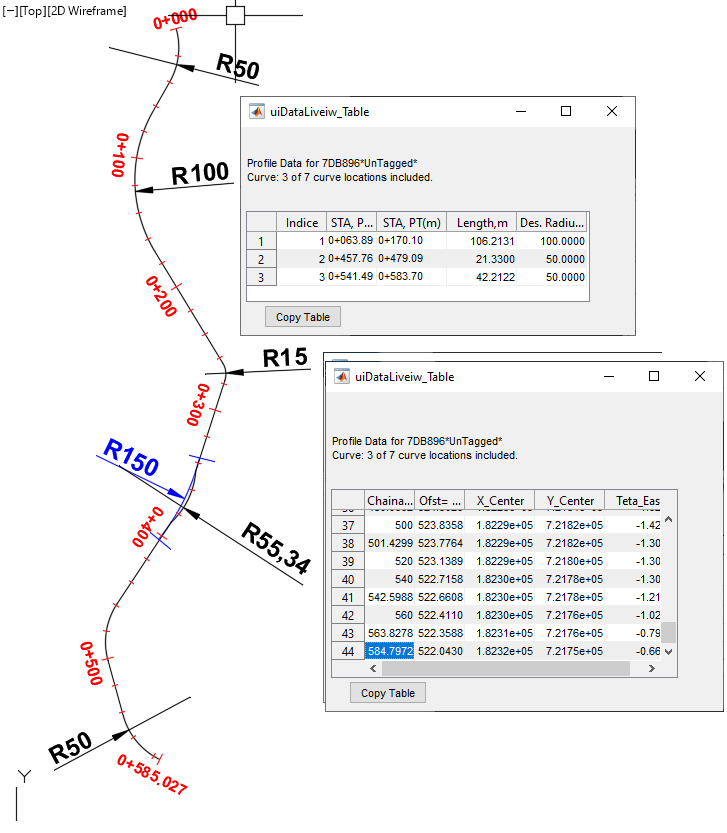 [−][Top][2D Wireframe]
0+000
R50
0+100
R100
0+200
R15
0+300
R150
0+400
R55,34
0+500
R50
0+585.027
Y
uiDataLiveiw_Table
Profile Data for 7DB896*UnTagged*
Curve: 3 of 7 curve locations included.
Indice STA, P... STA, PT(m) Length,m Des. Radiu...
1 1 0+063.89 0+170.10 106.2131 100.0000
2 2 0+457.76 0+479.09 21.3300 50.0000
3 3 0+541.49 0+583.70 42.2122 50.0000
Copy Table
uiDataLiveiw_Table
Profile Data for 7DB896*UnTagged*
Curve: 3 of 7 curve locations included.
Chaina... Ofst= ... X_Center Y_Center Teta_Eas
37 500 523.8358 1.8229e+05 7.2182e+05 -1.42
38 501.4299 523.7764 1.8230e+05 7.2182e+05 -1.30
39 520 523.1389 1.8229e+05 7.2180e+05 -1.30
40 540 522.7158 1.8230e+05 7.2178e+05 -1.30
41 542.5988 522.6608 1.8230e+05 7.2178e+05 -1.21
42 560 522.4110 1.8230e+05 7.2176e+05 -1.02
43 563.8278 522.3588 1.8231e+05 7.2176e+05 -0.79
44 584.7972 522.0430 1.8232e+05 7.2175e+05 -0.66
Copy Table